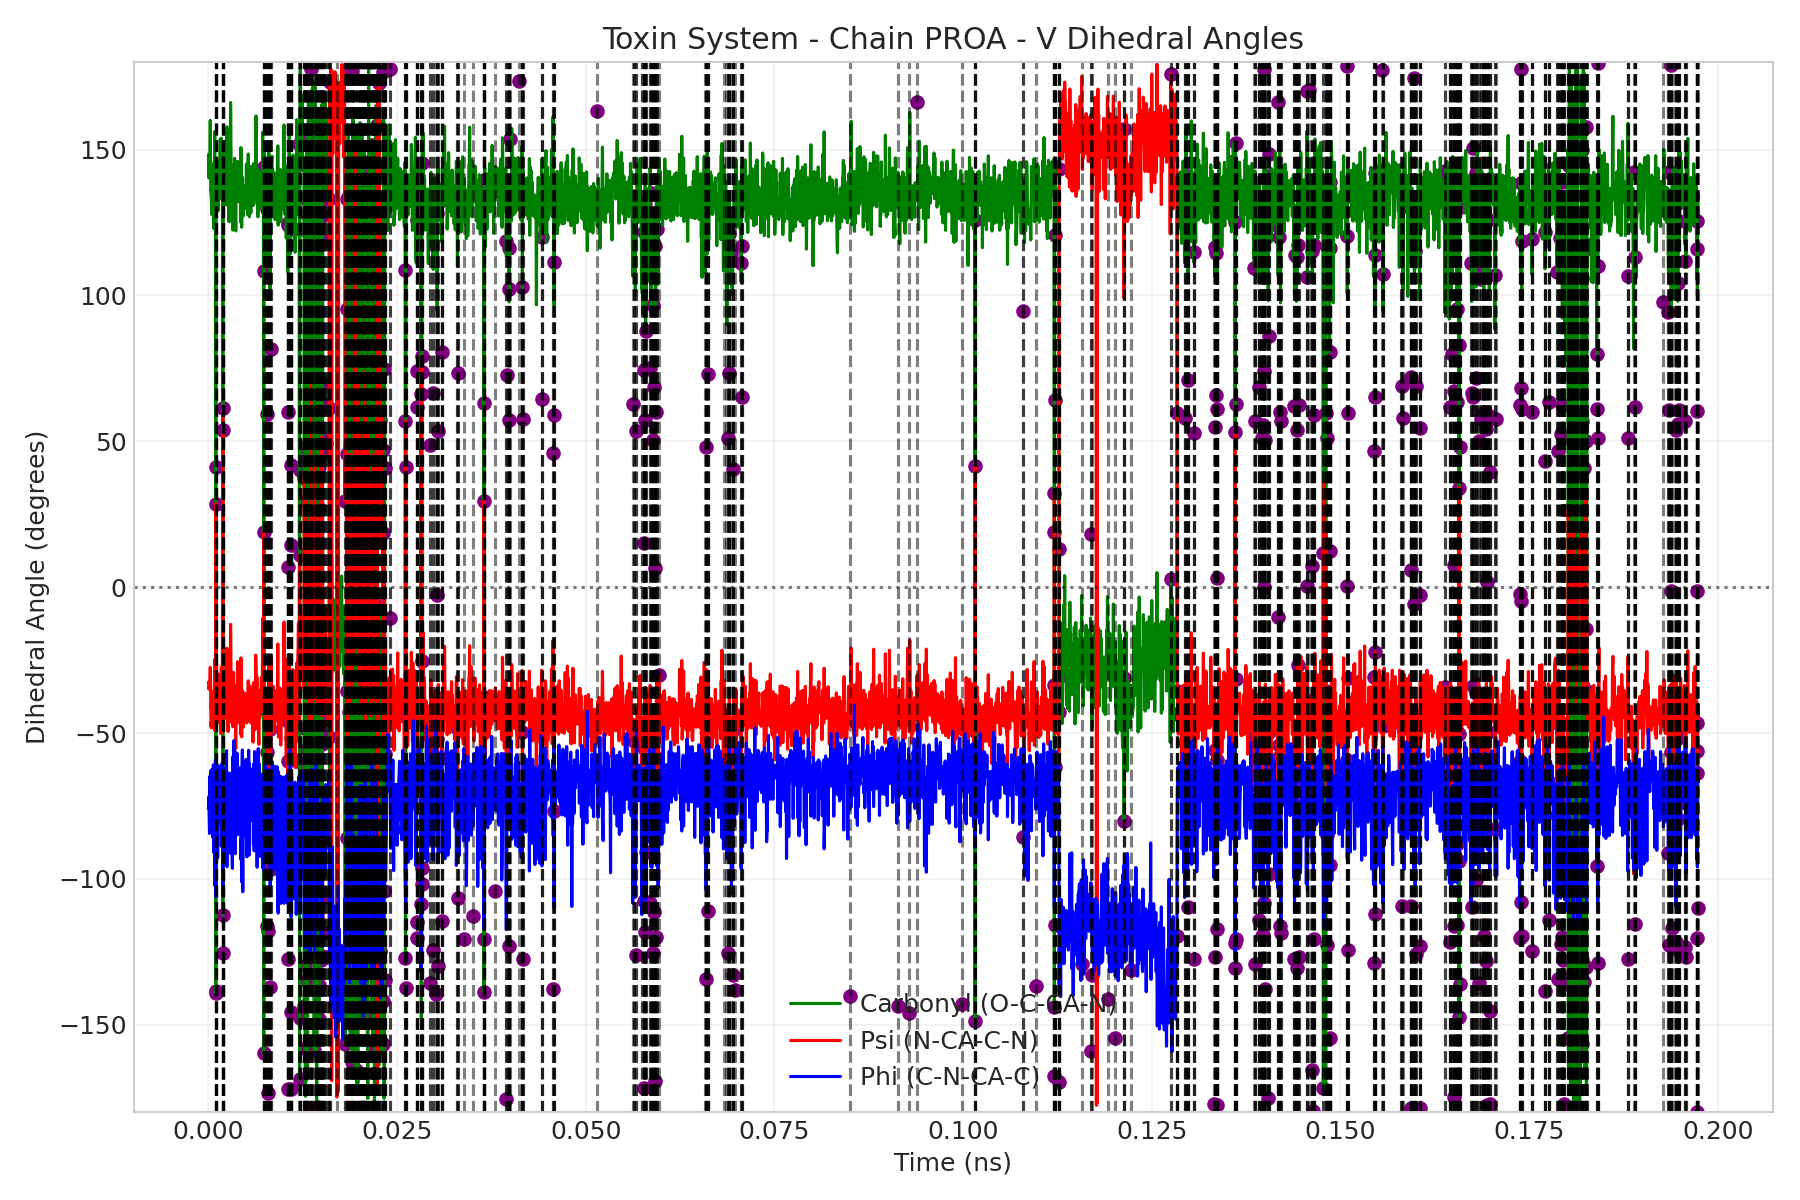 Toxin System - Chain PROA - V Dihedral Angles
Dihedral Angle (degrees)
150
100
50
0
−50
−100
−150
Carbonyl (O-C-CA-N)
Psi (N-CA-C-N)
Phi (C-N-CA-C)
0.000 0.025 0.050 0.075 0.100 0.125 0.150 0.175 0.200
Time (ns)